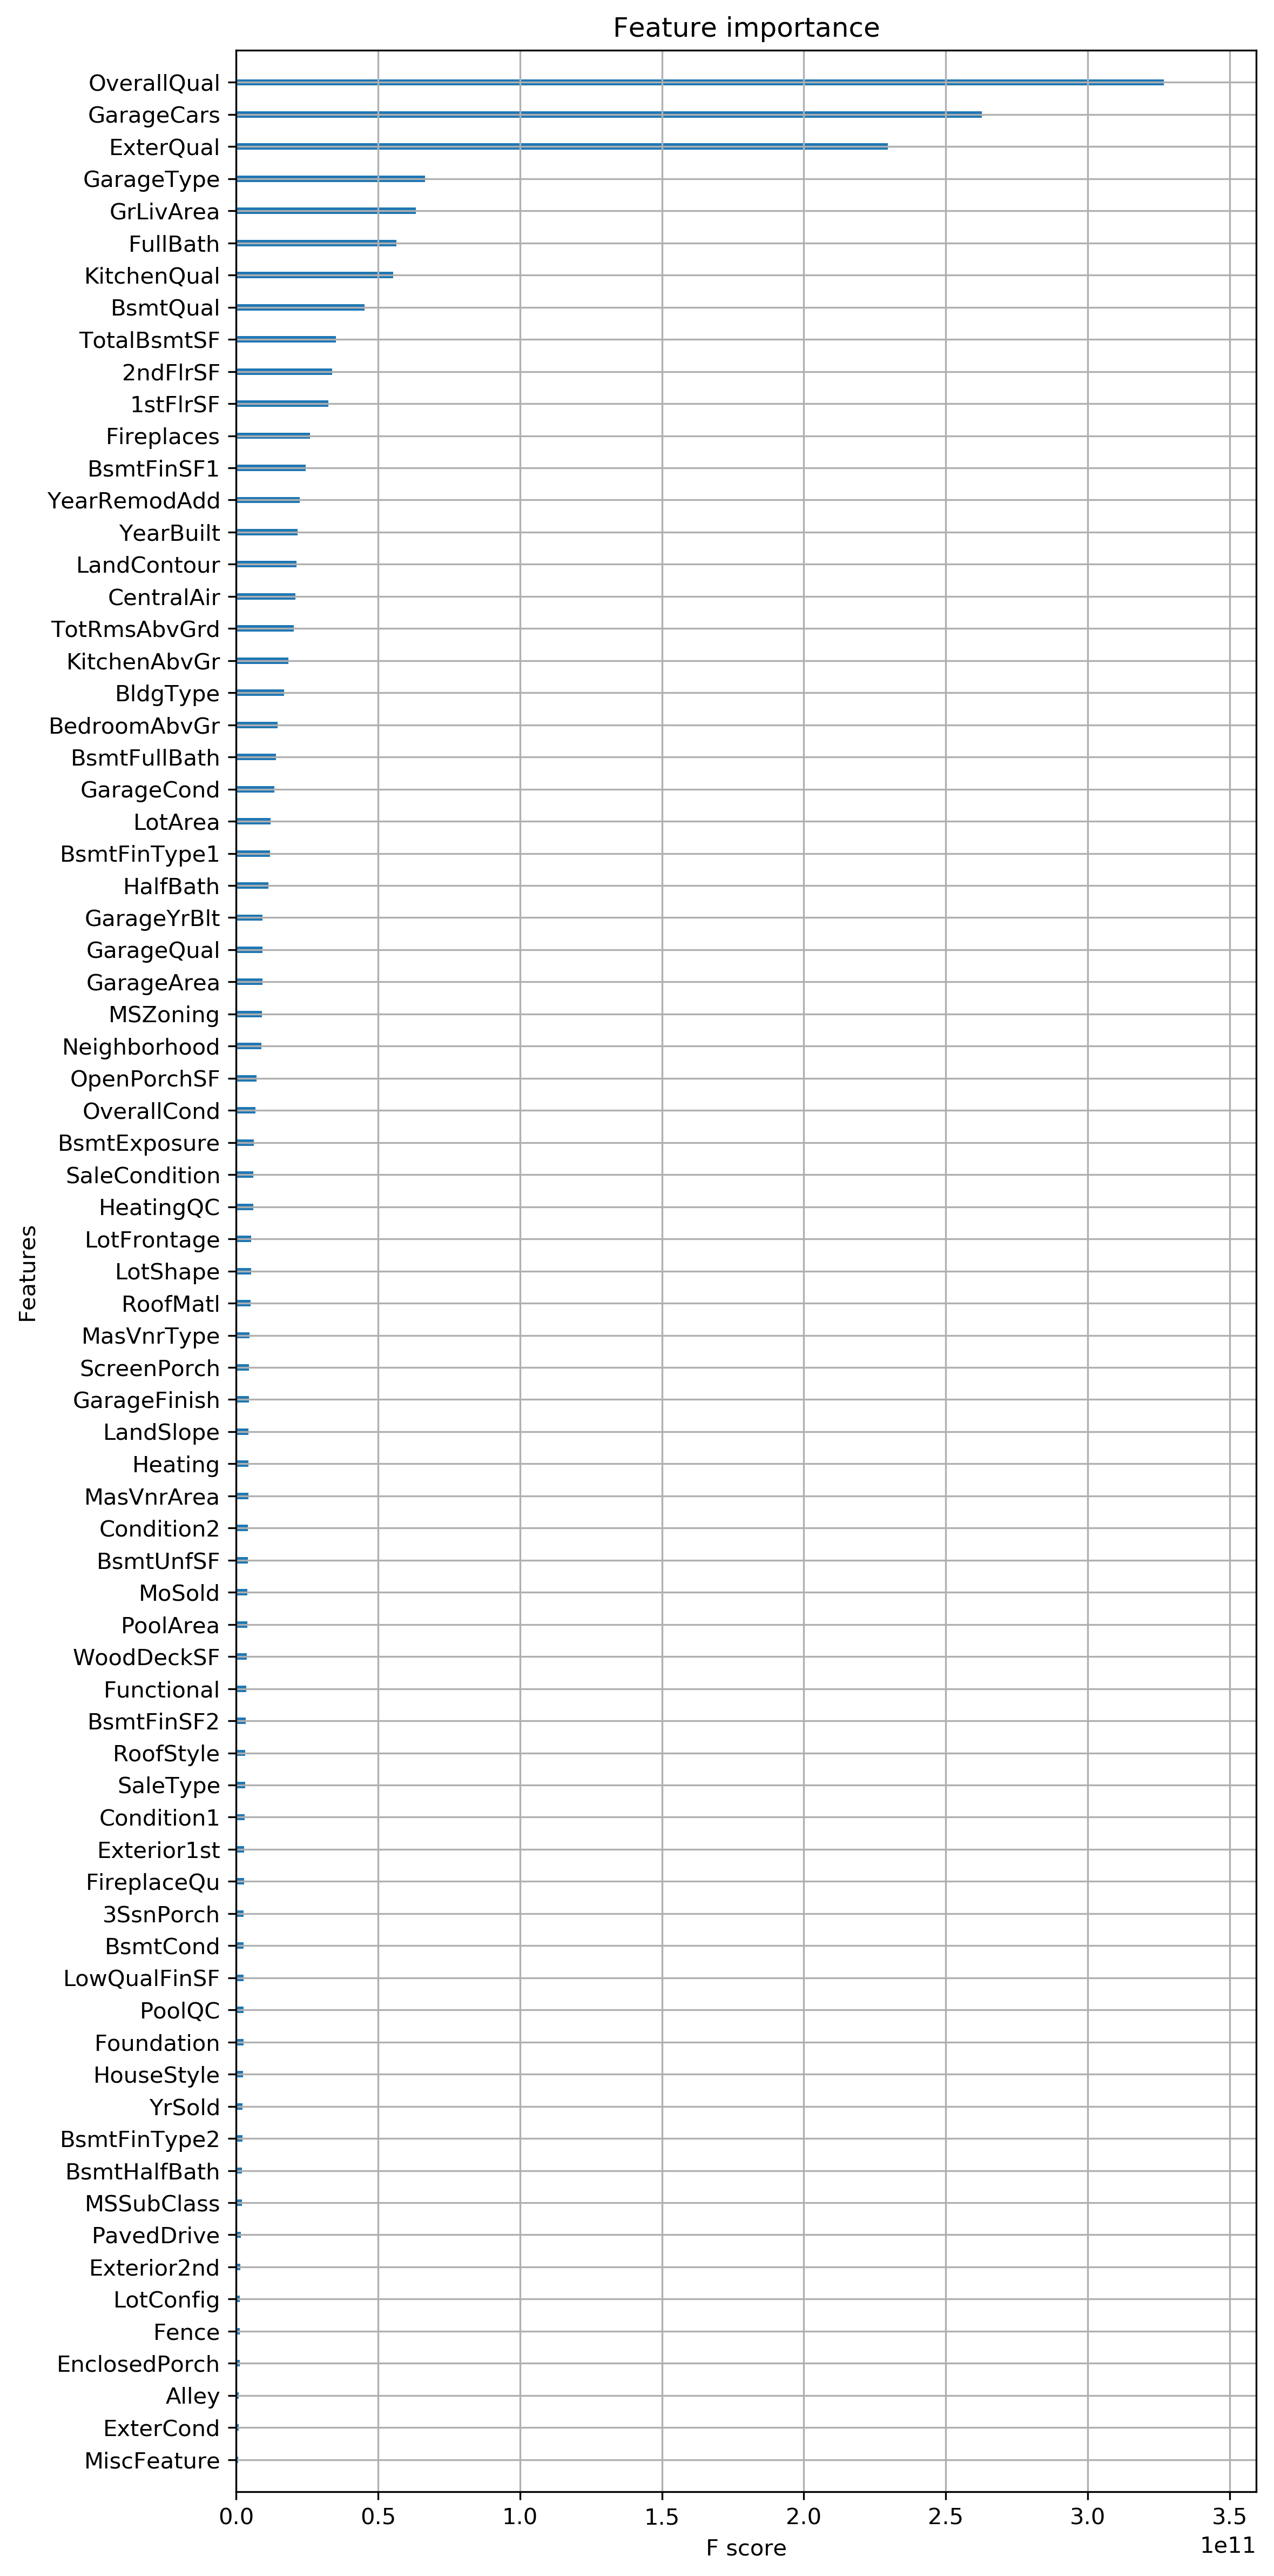 Feature importance
OverallQual
GarageCars
ExterQual
GarageType
GrLivArea
FullBath
KitchenQual
BsmtQual
TotalBsmtSF
2ndFlrSF
1stFlrSF
Fireplaces
BsmtFinSF1
YearRemodAdd
YearBuilt
LandContour
CentralAir
TotRmsAbvGrd
KitchenAbvGr
BldgType
BedroomAbvGr
BsmtFullBath
GarageCond
LotArea
BsmtFinType1
HalfBath
GarageYrBlt
GarageQual
GarageArea
MSZoning
Neighborhood
OpenPorchSF
OverallCond
BsmtExposure
SaleCondition
HeatingQC
LotFrontage
LotShape
RoofMatl
MasVnrType
ScreenPorch
GarageFinish
LandSlope
Heating
MasVnrArea
Condition2
BsmtUnfSF
MoSold
PoolArea
WoodDeckSF
Functional
BsmtFinSF2
RoofStyle
SaleType
Condition1
Exterior1st
FireplaceQu
3SsnPorch
BsmtCond
LowQualFinSF
PoolQC
Foundation
HouseStyle
YrSold
BsmtFinType2
BsmtHalfBath
MSSubClass
PavedDrive
Exterior2nd
LotConfig
Fence
EnclosedPorch
Alley
ExterCond
MiscFeature
Features
0.0 0.5 1.0 1.5 2.0 2.5 3.0 3.5
1e11
F score